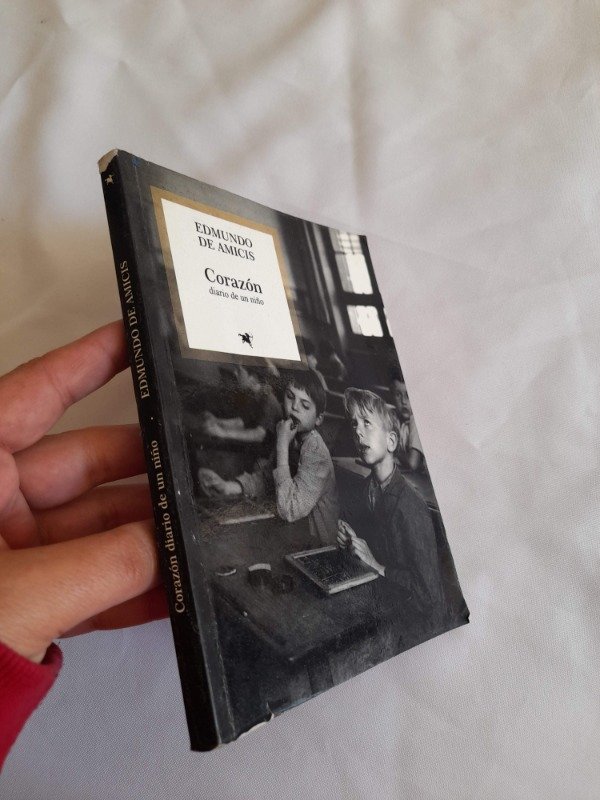 EDMUNDO
DE AMICIS
Corazón
diario de un niño
Corazón diario de un niño · EDMUNDO DE AMICIS